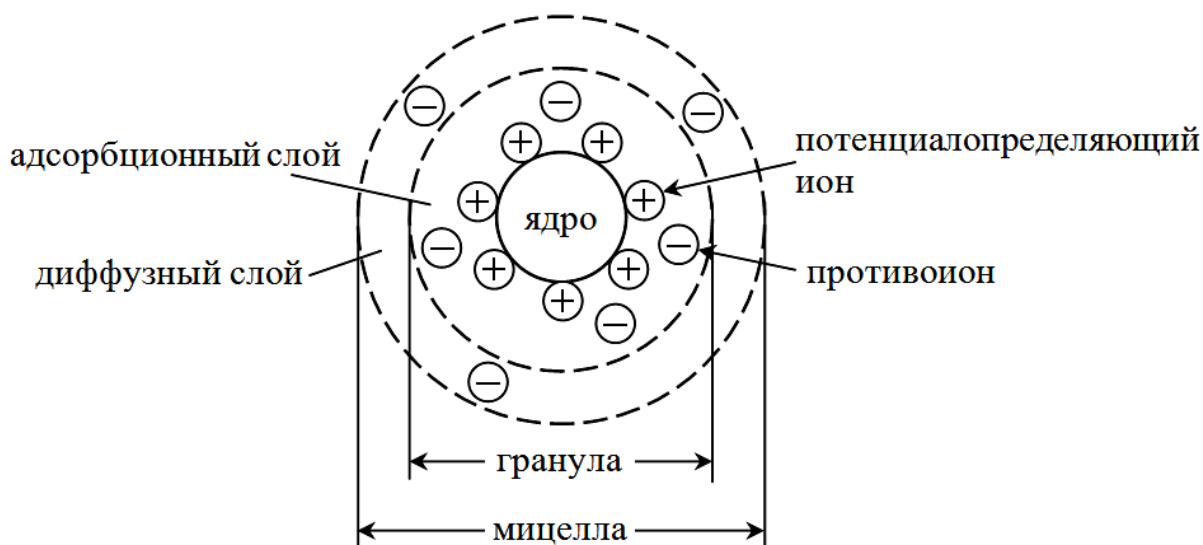 адсорбционный слой
диффузный слой
ядро
потенциалопределяющий
ион
противоион
гранула
мицелла